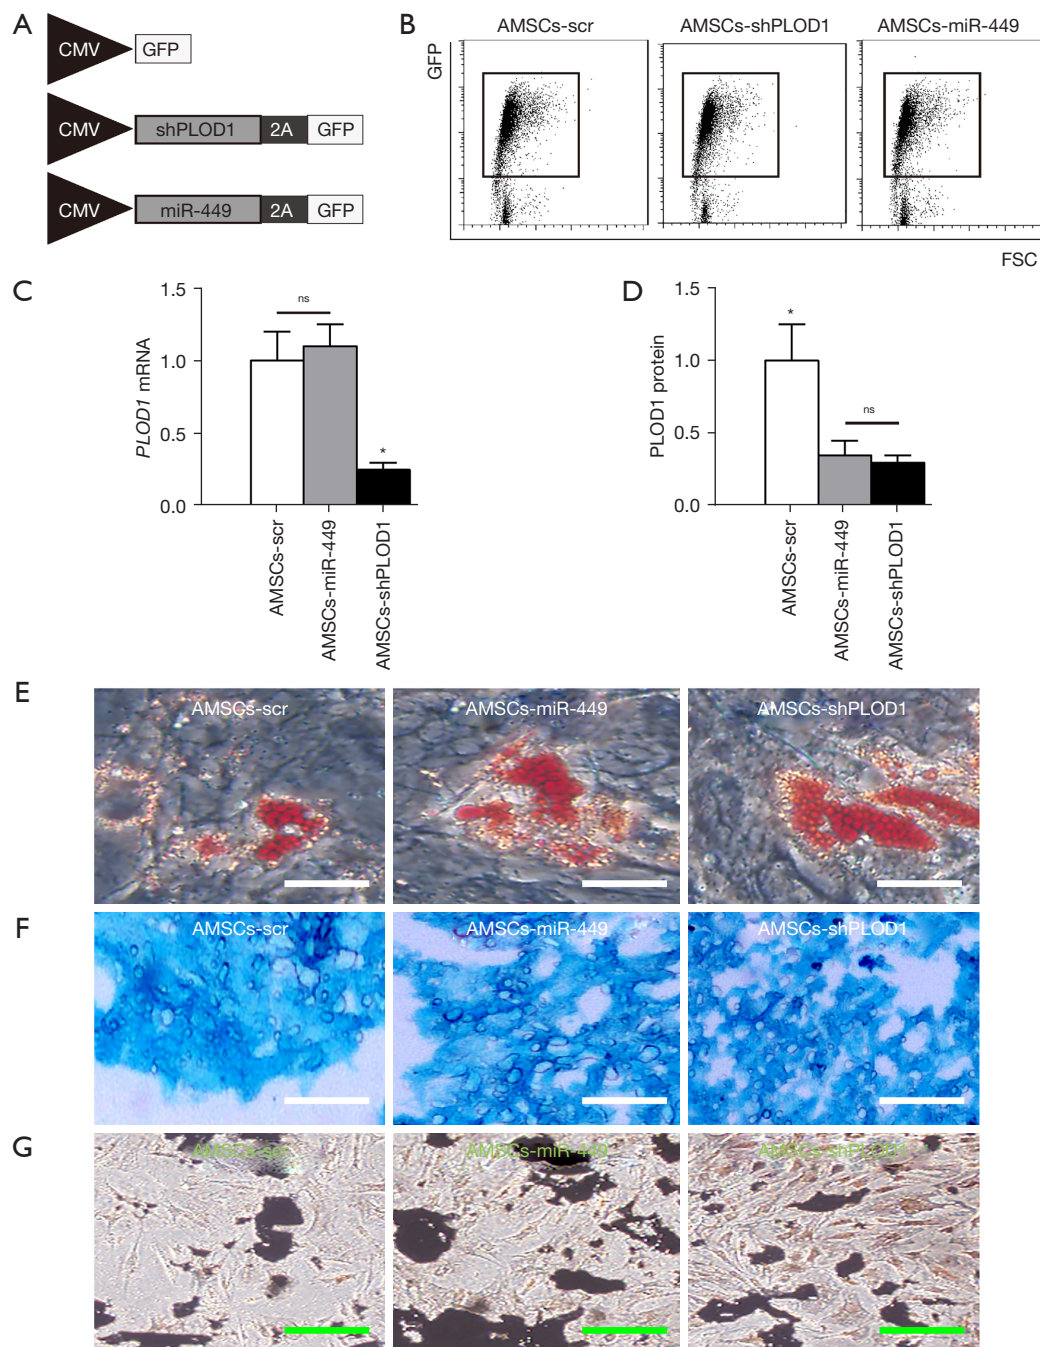 A
CMV
GFP
CMV
shPLOD1
2A
GFP
CMV
miR-449
2A
GFP
B
AMSCs-scr
AMSCs-shPLOD1
AMSCs-miR-449
GFP
FSC
C
1.5
1.0
0.5
0.0
PLOD1 mRNA
ns
*
AMSCs-scr
AMSCs-miR-449
AMSCs-shPLOD1
D
1.5
1.0
0.5
0.0
PLOD1 protein
*
ns
AMSCs-scr
AMSCs-miR-449
AMSCs-shPLOD1
E
AMSCs-scr
AMSCs-miR-449
AMSCs-shPLOD1
F
AMSCs-scr
AMSCs-miR-449
AMSCs-shPLOD1
G
AMSCs-scr
AMSCs-miR-449
AMSCs-shPLOD1